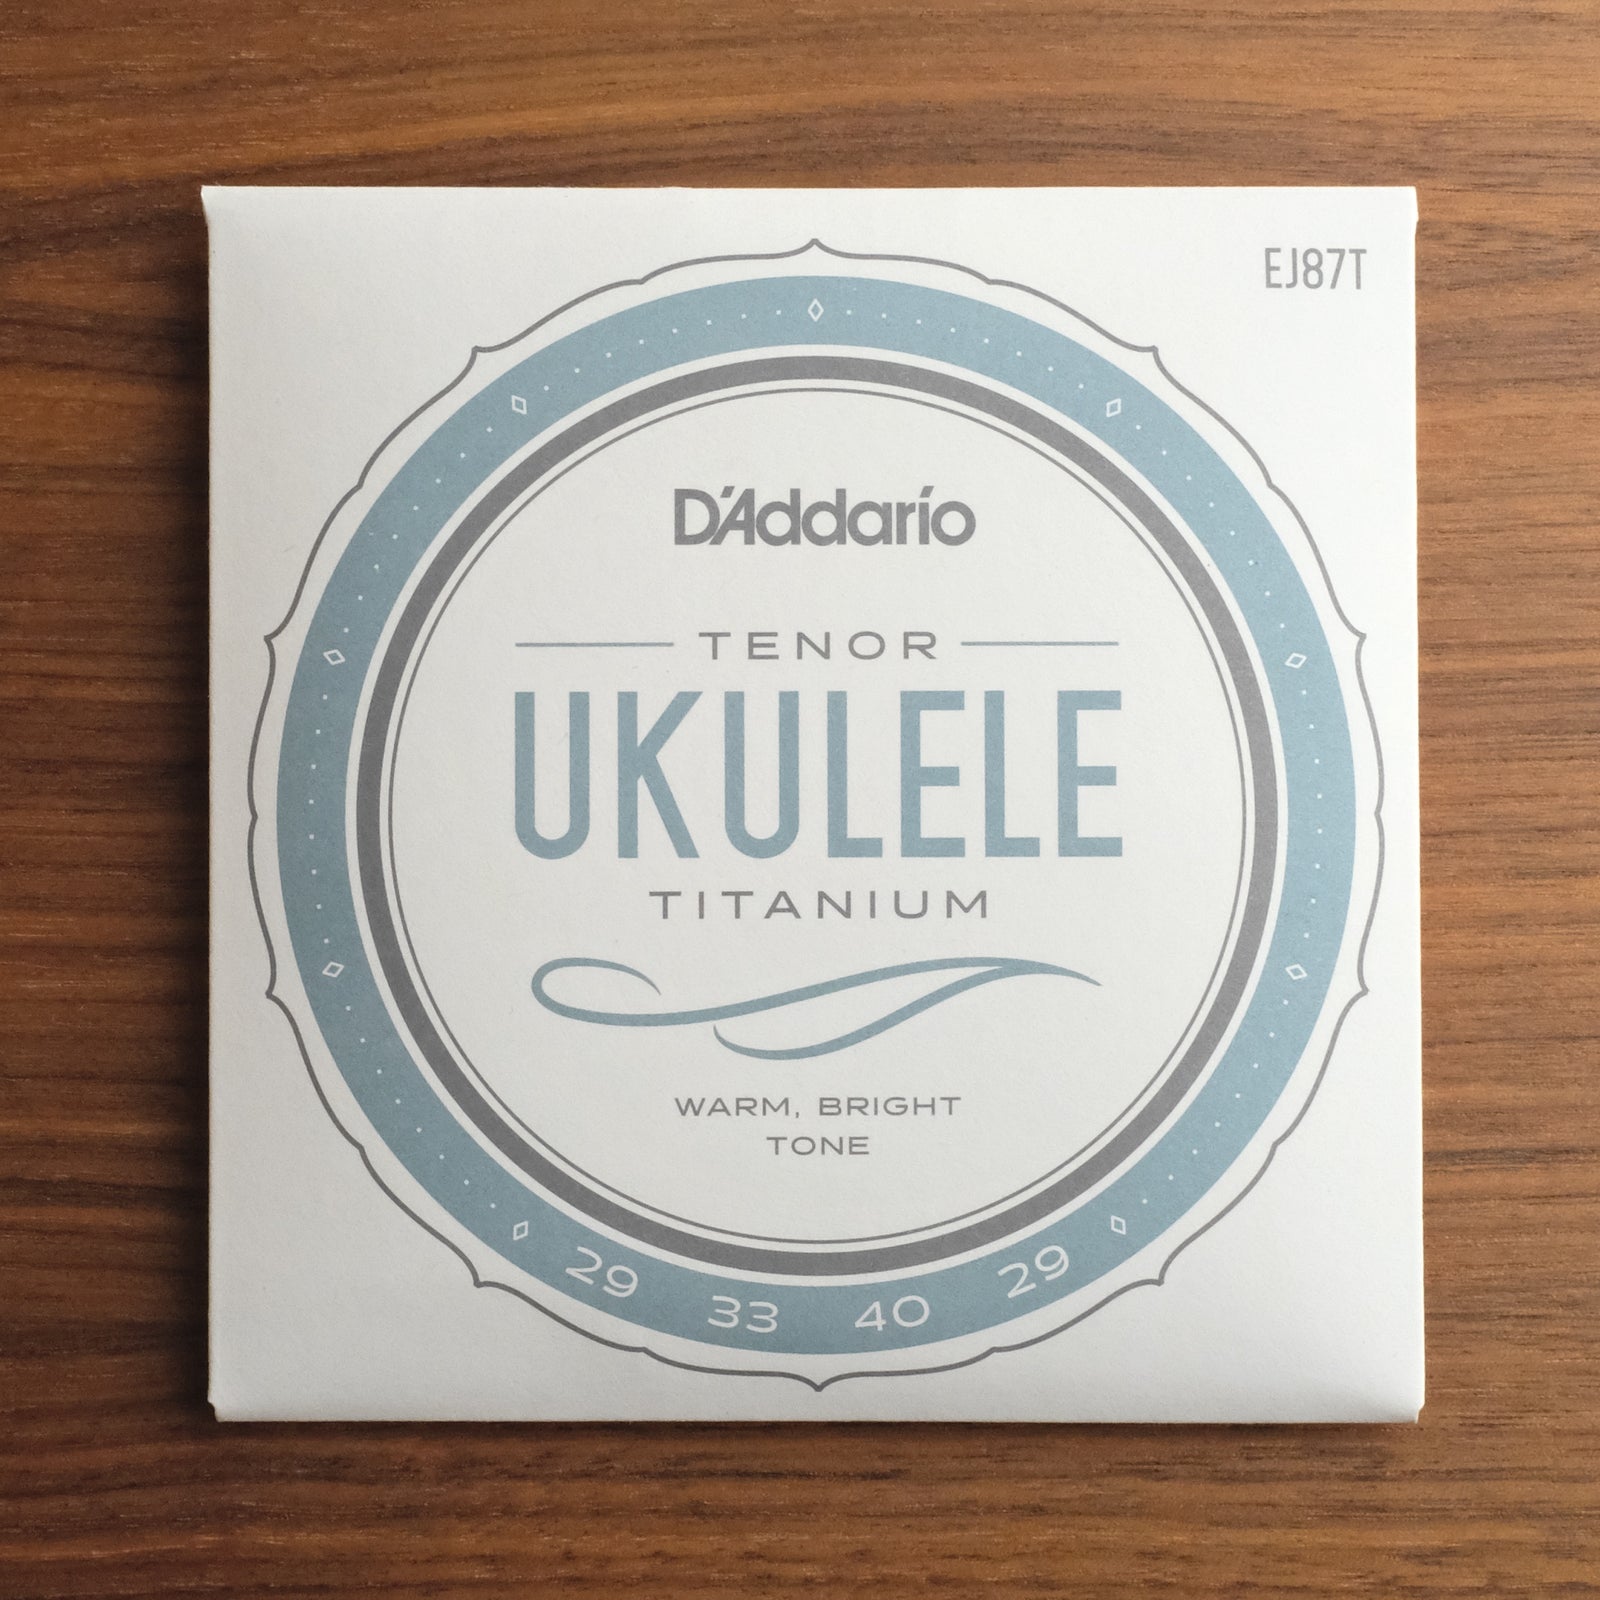 EJ87T
D'Addario
TENOR
UKULELE
TITANIUM
WARM, BRIGHT
TONE
29 33 40 29